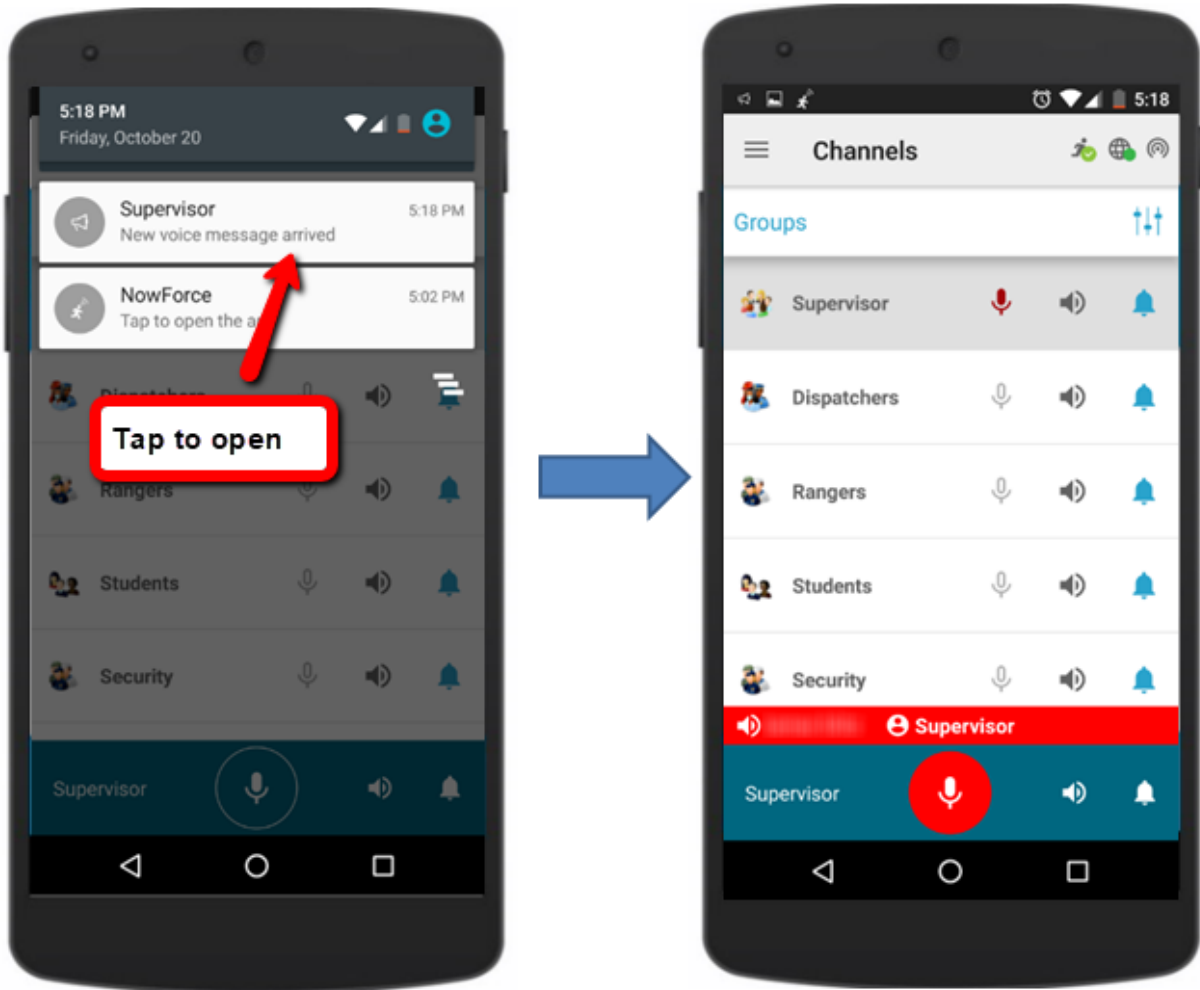 5:18 PM
Friday, October 20
Supervisor 5:18 PM
New voice message arrived
NowForce 5:02 PM
Tap to open the
Tap to open
Rangers
Students
Security
Supervisor
5:18
Channels
Groups
Supervisor
Dispatchers
Rangers
Students
Security
Supervisor
Supervisor